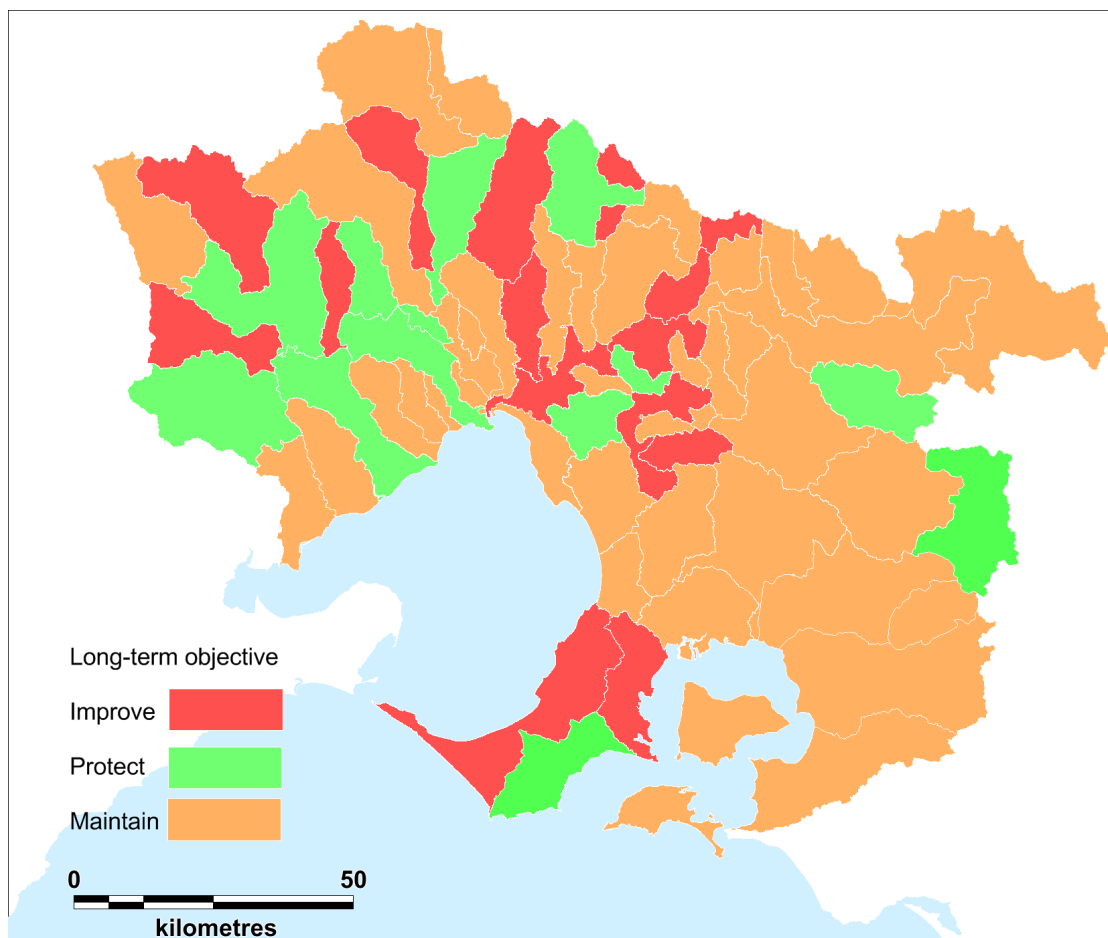 Long-term objective
Improve
Protect
Maintain
0 50
kilometres